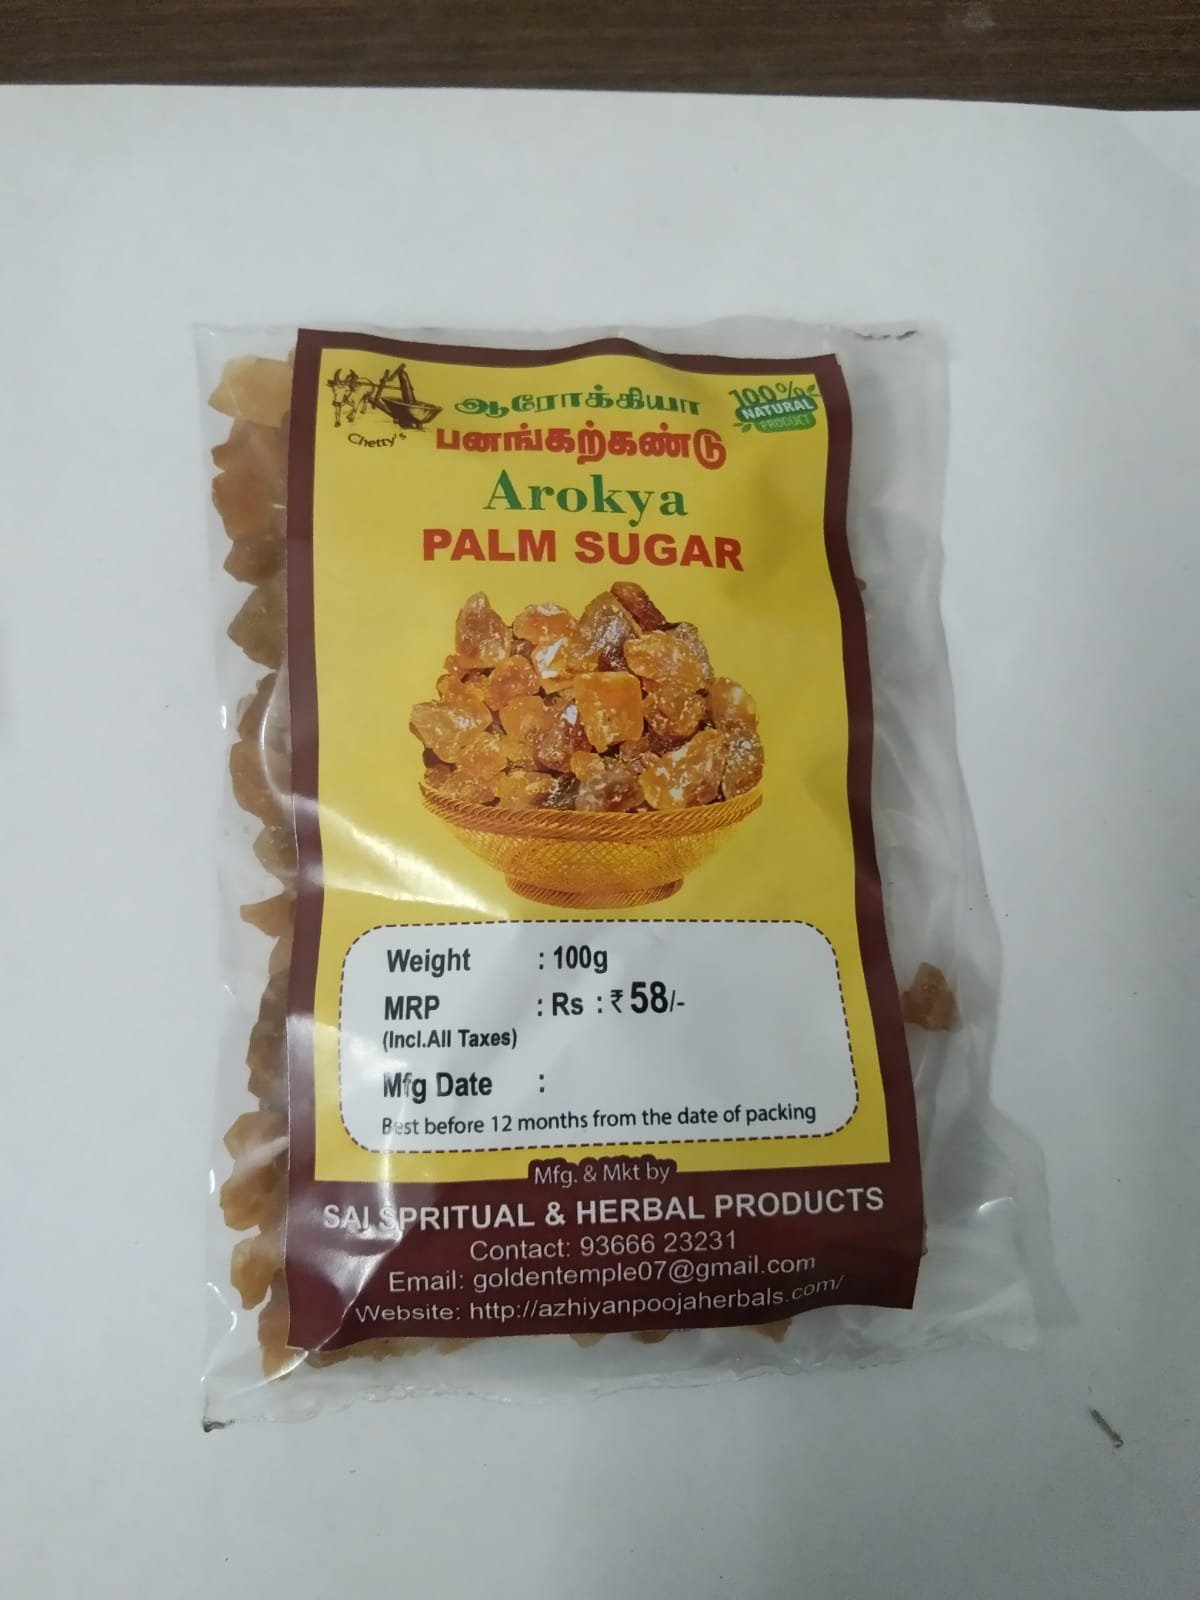 Chetty's
ஆரோக்கியா
100%
NATURAL
PRODUCT
பனங்கற்கண்டு
Arokya
PALM SUGAR
Weight : 100g
MRP : Rs : ₹ 58/-
(Incl.All Taxes)
Mfg Date :
Best before 12 months from the date of packing
Mfg. & Mkt by
SAI SPRITUAL & HERBAL PRODUCTS
Contact: 93666 23231
Email: goldentemple07@gmail.com
Website: http://azhiyanpoojaherbals.com/